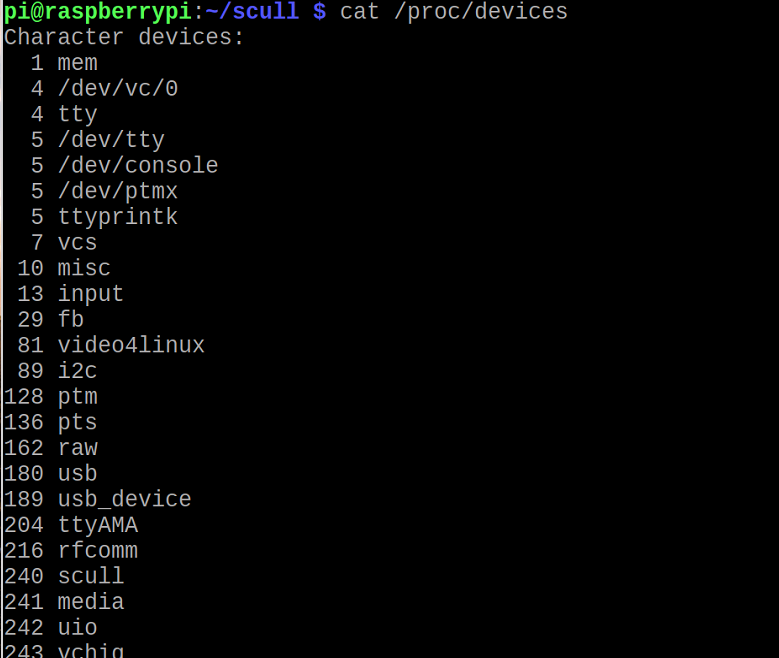 pi@raspberrypi:~/scull $ cat /proc/devices
Character devices:
  1 mem
  4 /dev/vc/0
  4 tty
  5 /dev/tty
  5 /dev/console
  5 /dev/ptmx
  5 ttyprintk
  7 vcs
 10 misc
 13 input
 29 fb
 81 video4linux
 89 i2c
128 ptm
136 pts
162 raw
180 usb
189 usb_device
204 ttyAMA
216 rfcomm
240 scull
241 media
242 uio
243 vchiq